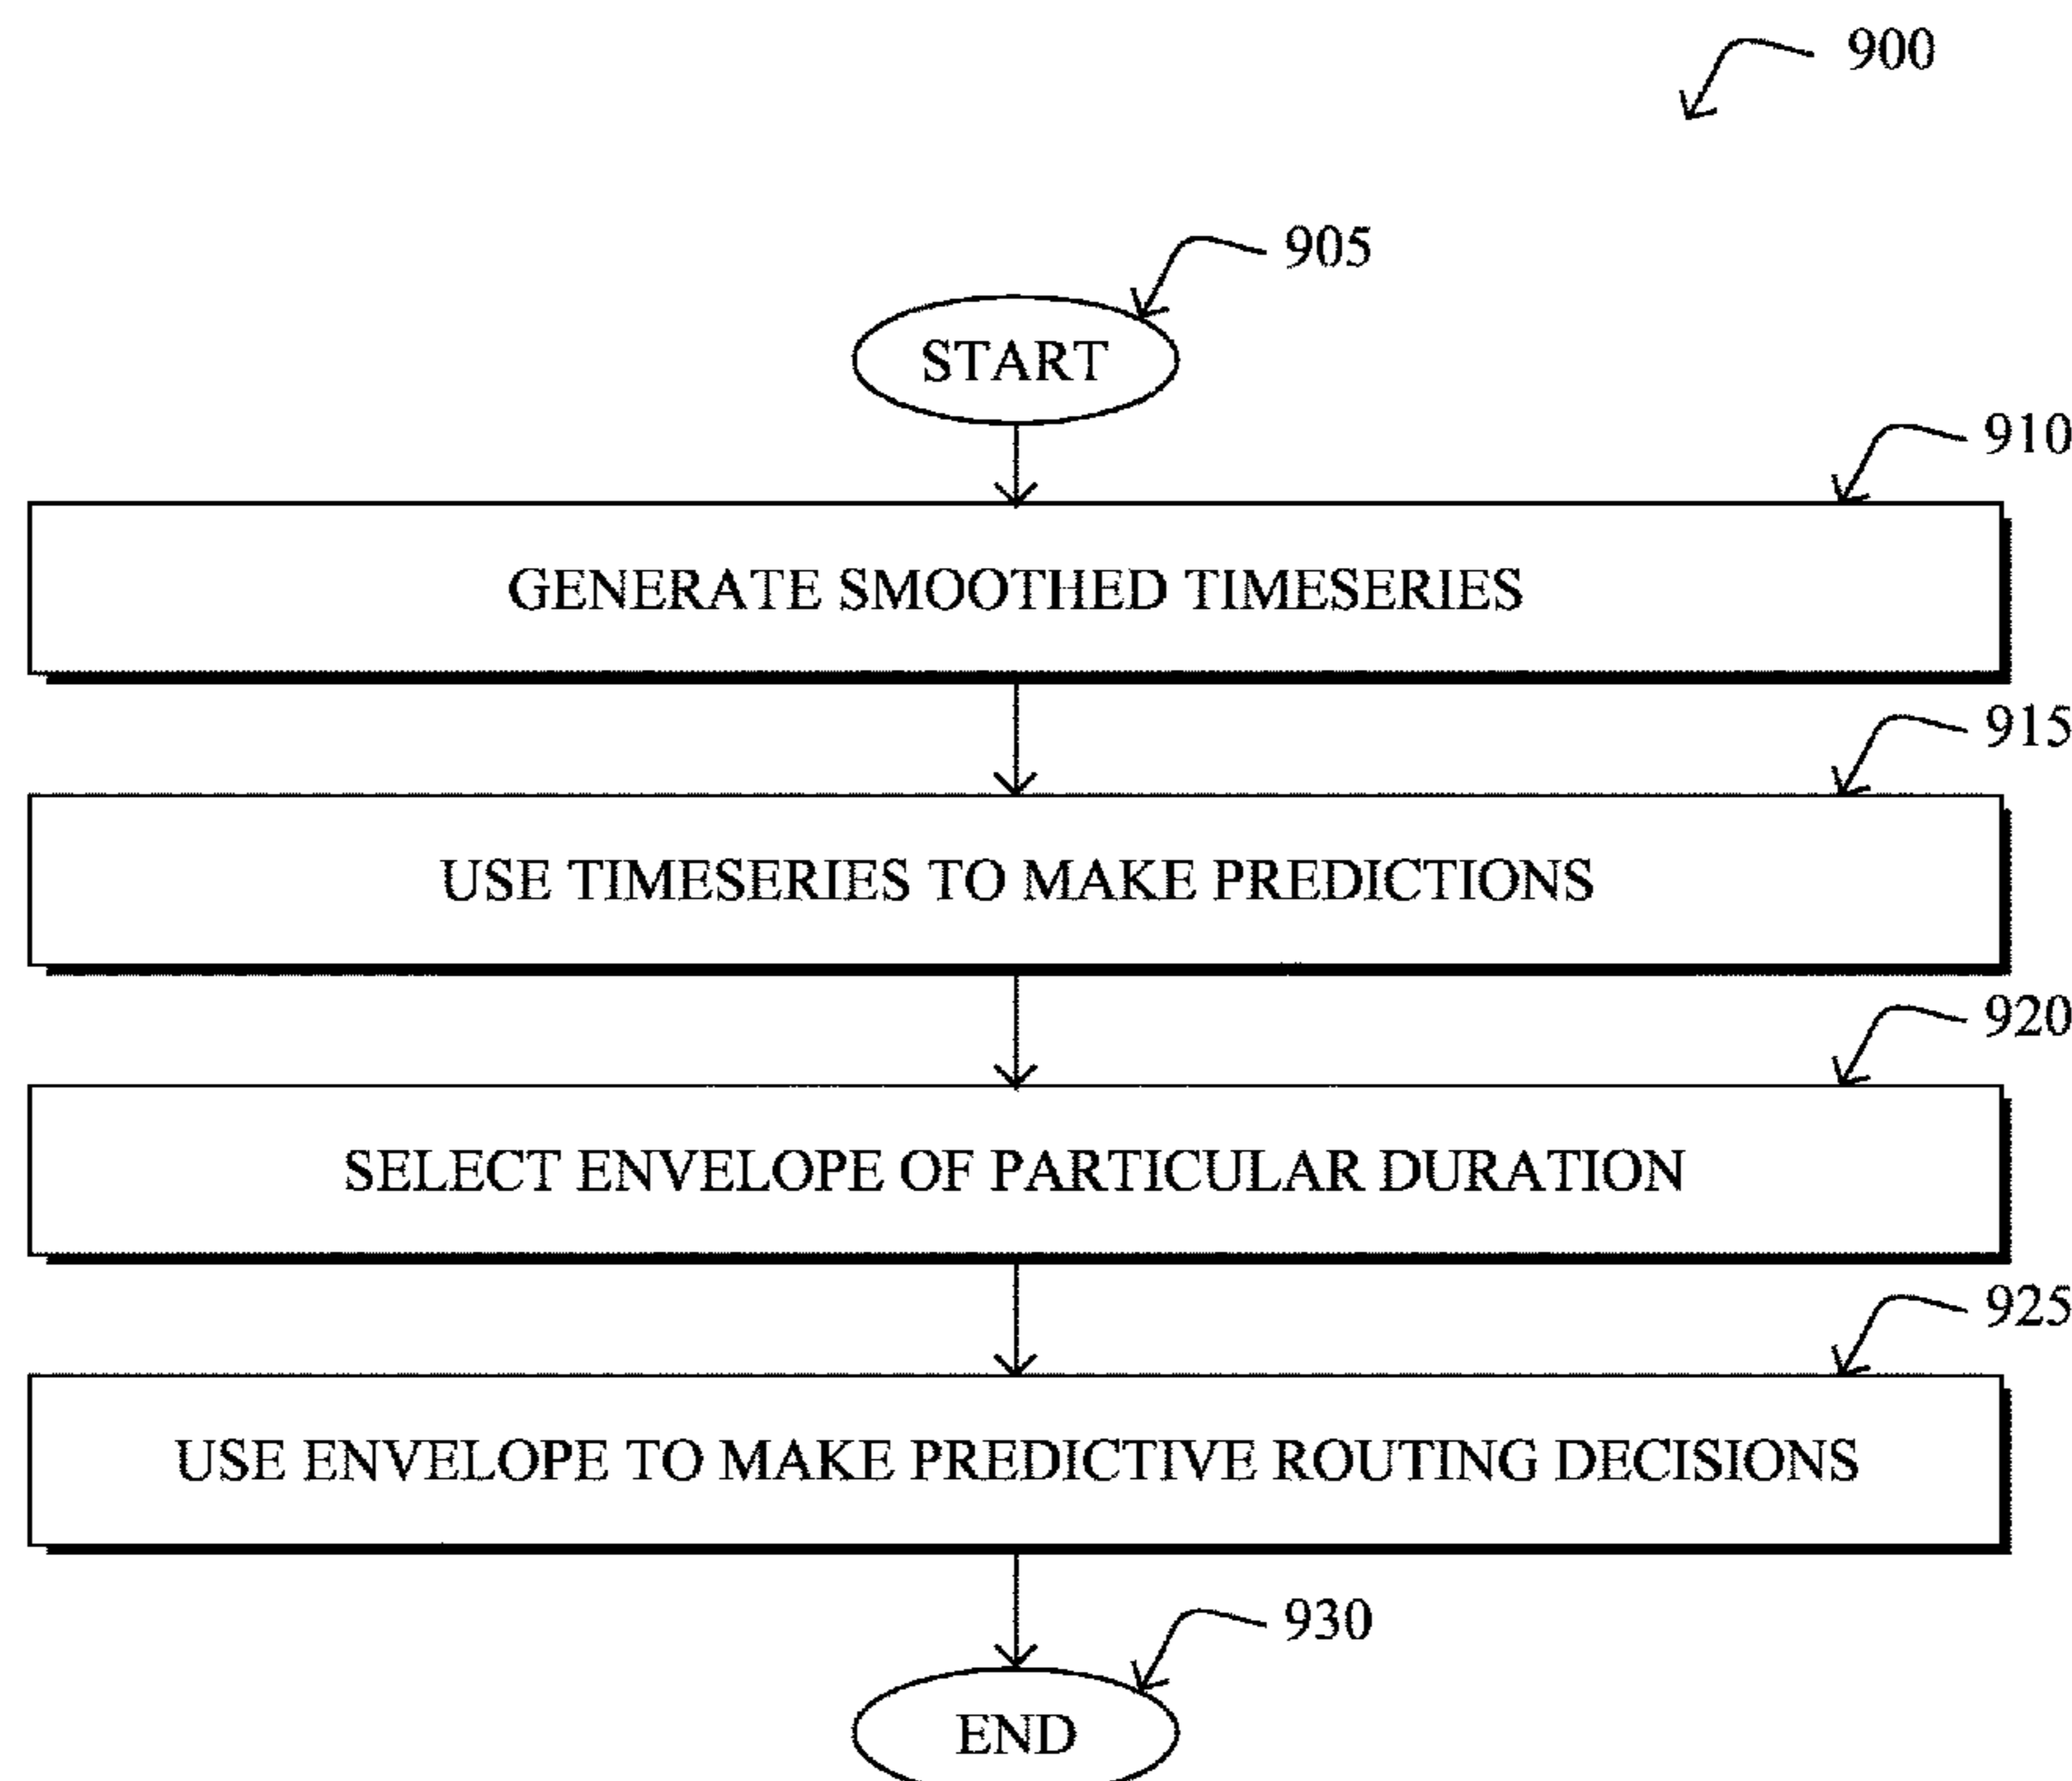 900
905
START
910
GENERATE SMOOTHED TIMESERIES
915
USE TIMESERIES TO MAKE PREDICTIONS
920
SELECT ENVELOPE OF PARTICULAR DURATION
925
USE ENVELOPE TO MAKE PREDICTIVE ROUTING DECISIONS
930
END